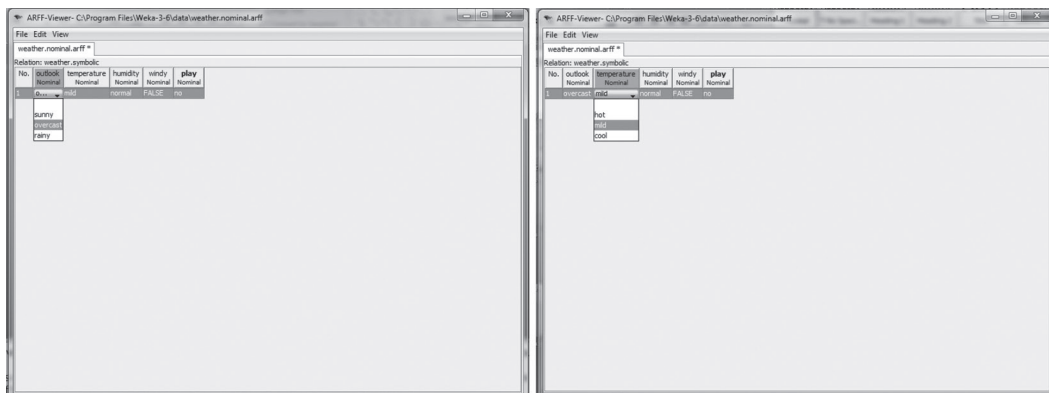 ARFF-Viewer- C:\Program Files\Weka-3-6\data\weather.nominal.arff
File Edit View
weather.nominal.arff *
Relation: weather.symbolic
No. outlook temperature humidity windy play
Nominal Nominal Nominal Nominal Nominal
1 o... mild normal FALSE no
sunny
overcast
rainy
ARFF-Viewer- C:\Program Files\Weka-3-6\data\weather.nominal.arff
File Edit View
weather.nominal.arff *
Relation: weather.symbolic
No. outlook temperature humidity windy play
Nominal Nominal Nominal Nominal Nominal
1 overcast mild normal FALSE no
hot
mild
cool